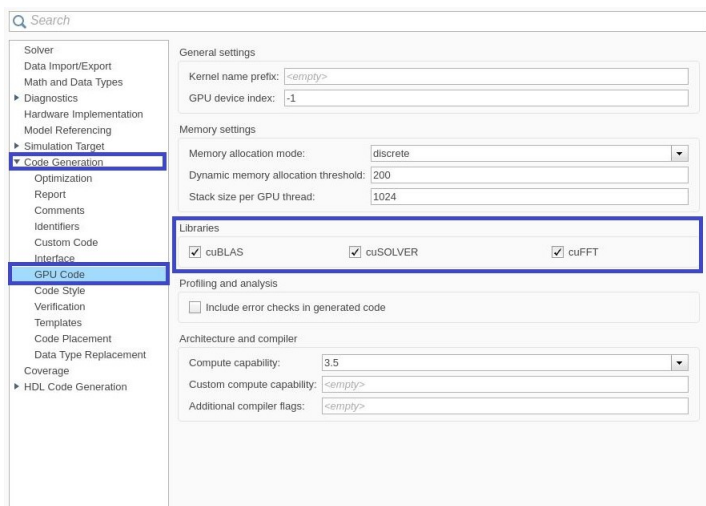 Search
Solver
Data Import/Export
Math and Data Types
Diagnostics
Hardware Implementation
Model Referencing
Simulation Target
Code Generation
Optimization
Report
Comments
Identifiers
Custom Code
Interface
GPU Code
Code Style
Verification
Templates
Code Placement
Data Type Replacement
Coverage
HDL Code Generation
General settings
Kernel name prefix: <empty>
GPU device index: -1
Memory settings
Memory allocation mode: discrete
Dynamic memory allocation threshold: 200
Stack size per GPU thread: 1024
Libraries
cuBLAS cuSOLVER cuFFT
Profiling and analysis
Include error checks in generated code
Architecture and compiler
Compute capability: 3.5
Custom compute capability: <empty>
Additional compiler flags: <empty>